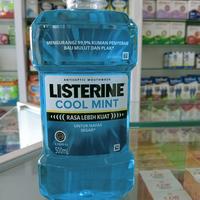 MENGURANGI 99.9% KUMAN PENYEBAB
BAU MULUT DAN PLAK*
ANTISEPTIC MOUTHWASH
LISTERINE
COOL MINT
RASA LEBIH KUAT
UNTUK NAFAS
SEGAR*
500ml